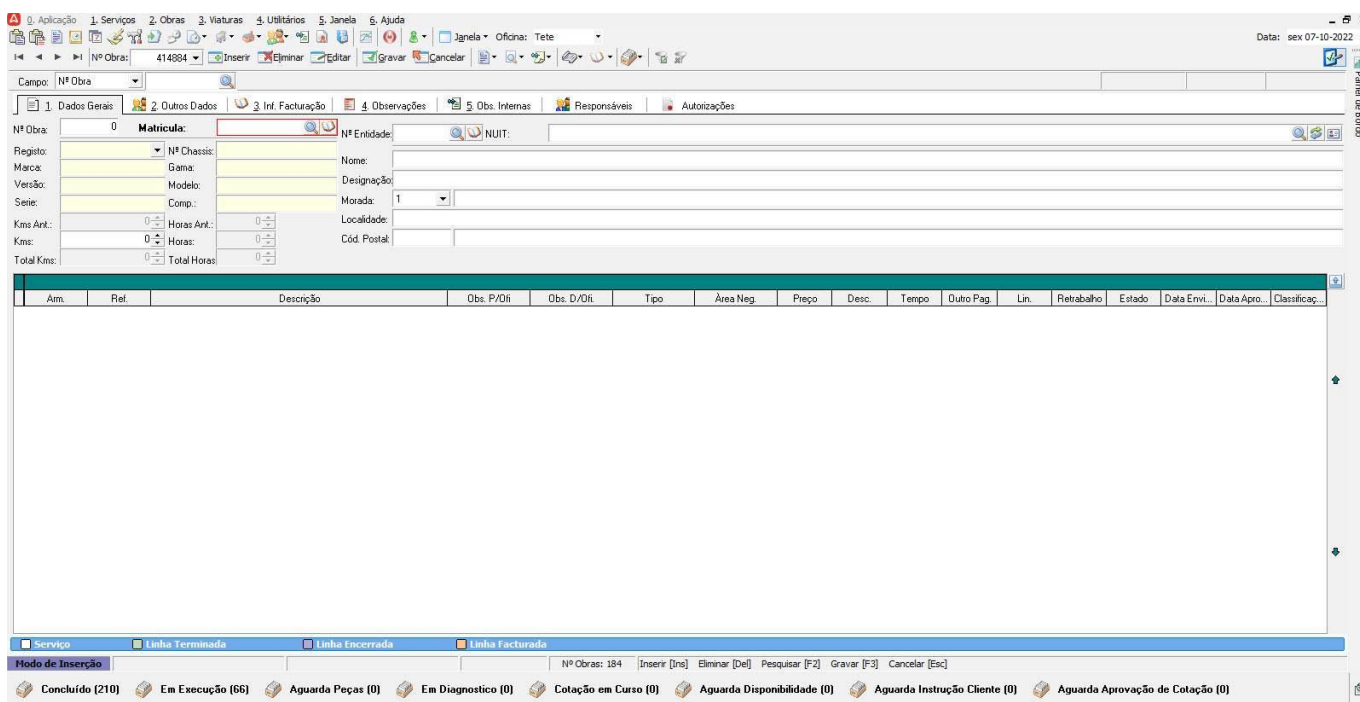 0. Aplicação 1. Serviços 2. Obras 3. Viaturas 4. Utilitários 5. Janela 6. Ajuda
Janela Oficina: Tete Data: sex 07-10-2022
Nº Obra: 414884 Inserir Eliminar Editar Gravar Cancelar
Painel de Bordo
Campo: Nº Obra
1. Dados Gerais 2. Outros Dados 3. Inf. Facturação 4. Observações 5. Obs. Internas Responsáveis Autorizações
Nº Obra: 0 Matricula: Nº Entidade: NUIT:
Registo: Nº Chassis:
Nome:
Marca: Gama:
Designação:
Versão: Modelo:
Morada: 1
Serie: Comp.:
Localidade:
Kms Ant.: 0 Horas Ant.: 0
Cód. Postal:
Kms: 0 Horas: 0
Total Kms: 0 Total Horas 0
Arm. Ref. Descrição Obs. P/Ofi Obs. D/Ofi. Tipo Àrea Neg. Preço Desc. Tempo Outro Pag. Lin. Retrabalho Estado Data Envi... Data Apro... Classificaç...
Serviço Linha Terminada Linha Encerrada Linha Facturada
Modo de Inserção Nº Obras: 184 Inserir [Ins] Eliminar [Del] Pesquisar [F2] Gravar [F3] Cancelar [Esc]
Concluído (210) Em Execução (66) Aguarda Peças (0) Em Diagnostico (0) Cotação em Curso (0) Aguarda Disponibilidade (0) Aguarda Instrução Cliente (0) Aguarda Aprovação de Cotação (0)